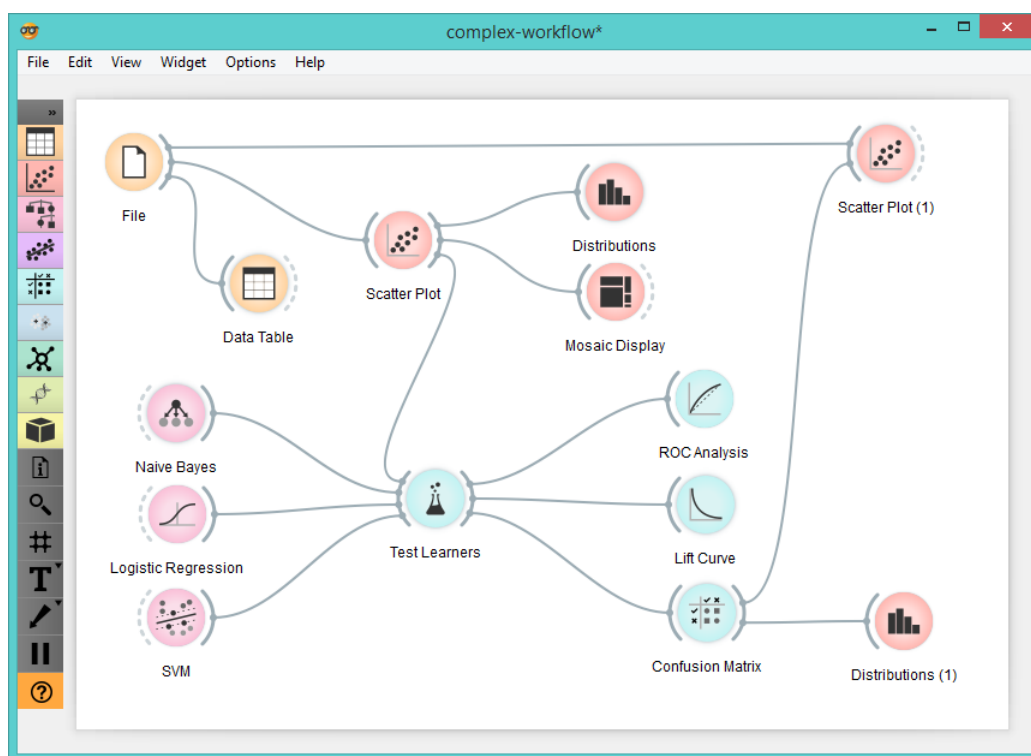 complex-workflow*
File Edit View Widget Options Help
»
File
Scatter Plot (1)
Distributions
Scatter Plot
Data Table
Mosaic Display
Naive Bayes
ROC Analysis
Logistic Regression
Test Learners
Lift Curve
SVM
Confusion Matrix
Distributions (1)
T
?